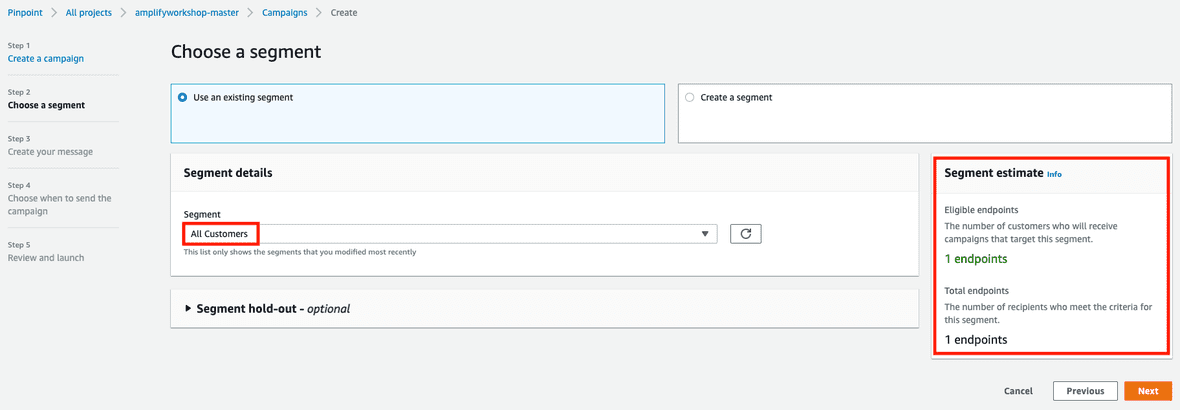 Pinpoint > All projects > amplifyworkshop-master > Campaigns > Create
Step 1
Create a campaign
Step 2
Choose a segment
Step 3
Create your message
Step 4
Choose when to send the
campaign
Step 5
Review and launch
Choose a segment
Use an existing segment
Create a segment
Segment details
Segment
All Customers
This list only shows the segments that you modified most recently
Segment hold-out - optional
Segment estimate Info
Eligible endpoints
The number of customers who will receive
campaigns that target this segment.
1 endpoints
Total endpoints
The number of recipients who meet the criteria for
this segment.
1 endpoints
Cancel
Previous
Next